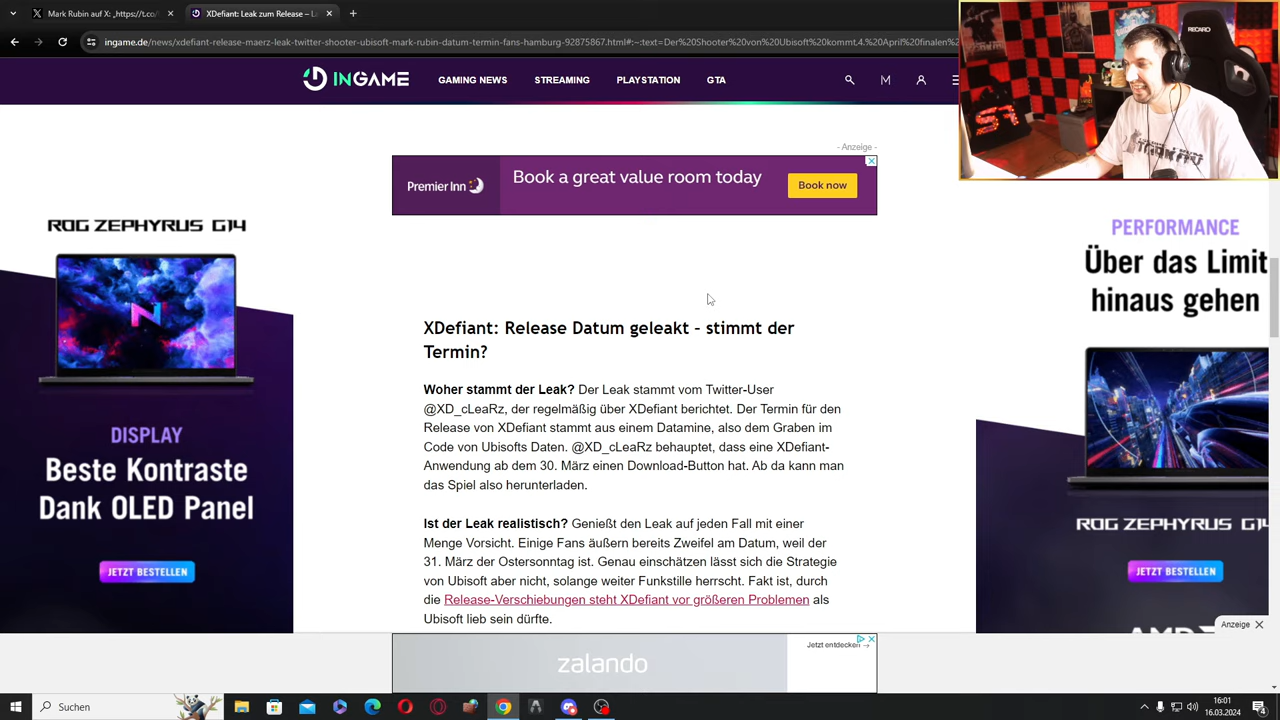 Mark Rubin auf X: „https://t.co/
XDefiant: Leak zum Release – L
ingame.de/news/xdefiant-release-maerz-leak-twitter-shooter-ubisoft-mark-rubin-datum-termin-fans-hamburg-92875867.html#:~:text=Der%20Shooter%20von%20Ubisoft%20kommt,4.%20April%20finalen%
INGAME
GAMING NEWS STREAMING PLAYSTATION GTA
- Anzeige -
Premier Inn
Book a great value room today
Book now
ROG ZEPHYRUS G14
DISPLAY
Beste Kontraste
Dank OLED Panel
JETZT BESTELLEN
XDefiant: Release Datum geleakt – stimmt der
Termin?
Woher stammt der Leak? Der Leak stammt vom Twitter-User
@XD_cLeaRz, der regelmäßig über XDefiant berichtet. Der Termin für den
Release von XDefiant stammt aus einem Datamine, also dem Graben im
Code von Ubisofts Daten. @XD_cLeaRz behauptet, dass eine XDefiant-
Anwendung ab dem 30. März einen Download-Button hat. Ab da kann man
das Spiel also herunterladen.
Ist der Leak realistisch? Genießt den Leak auf jeden Fall mit einer
Menge Vorsicht. Einige Fans äußern bereits Zweifel am Datum, weil der
31. März der Ostersonntag ist. Genau einschätzen lässt sich die Strategie
von Ubisoft aber nicht, solange weiter Funkstille herrscht. Fakt ist, durch
die Release-Verschiebungen steht XDefiant vor größeren Problemen als
Ubisoft lieb sein dürfte.
PERFORMANCE
Über das Limit
hinaus gehen
ROG ZEPHYRUS G14
JETZT BESTELLEN
Anzeige
zalando
Jetzt entdecken →
RECARO
Suchen
16:01
16.03.2024
4